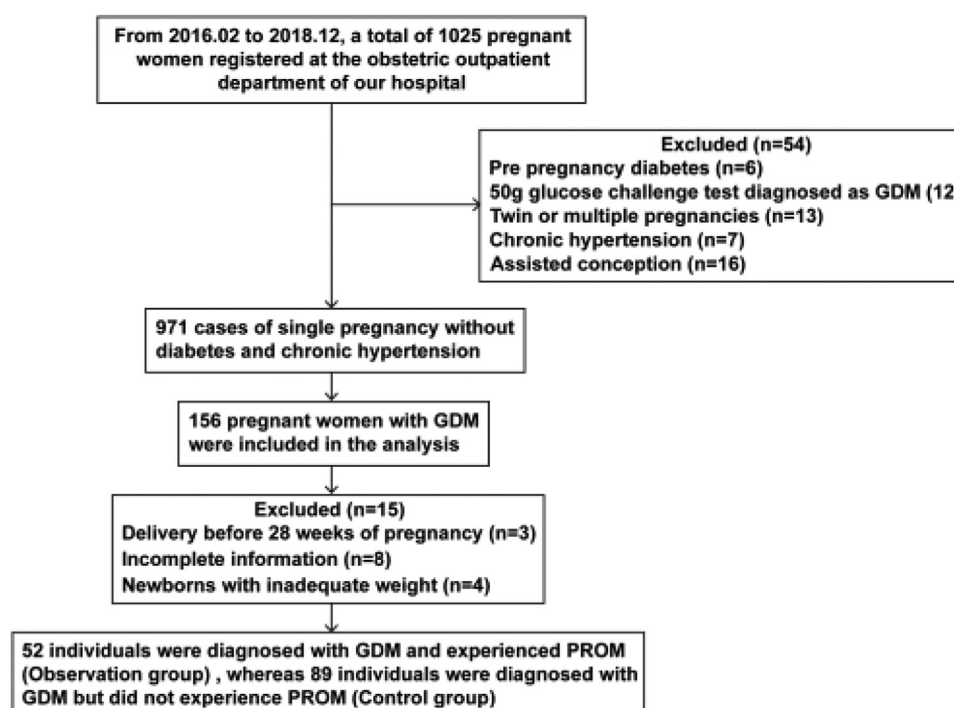 From 2016.02 to 2018.12, a total of 1025 pregnant
women registered at the obstetric outpatient
department of our hospital
Excluded (n=54)
Pre pregnancy diabetes (n=6)
50g glucose challenge test diagnosed as GDM (12
Twin or multiple pregnancies (n=13)
Chronic hypertension (n=7)
Assisted conception (n=16)
971 cases of single pregnancy without
diabetes and chronic hypertension
156 pregnant women with GDM
were included in the analysis
Excluded (n=15)
Delivery before 28 weeks of pregnancy (n=3)
Incomplete information (n=8)
Newborns with inadequate weight (n=4)
52 individuals were diagnosed with GDM and experienced PROM
(Observation group) , whereas 89 individuals were diagnosed with
GDM but did not experience PROM (Control group)